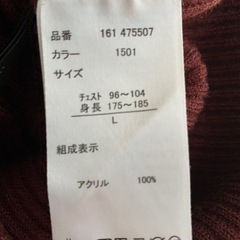 品番 161 475507
カラー 1501
サイズ
チェスト 96〜104
身長 175〜185
L
組成表示
アクリル 100%